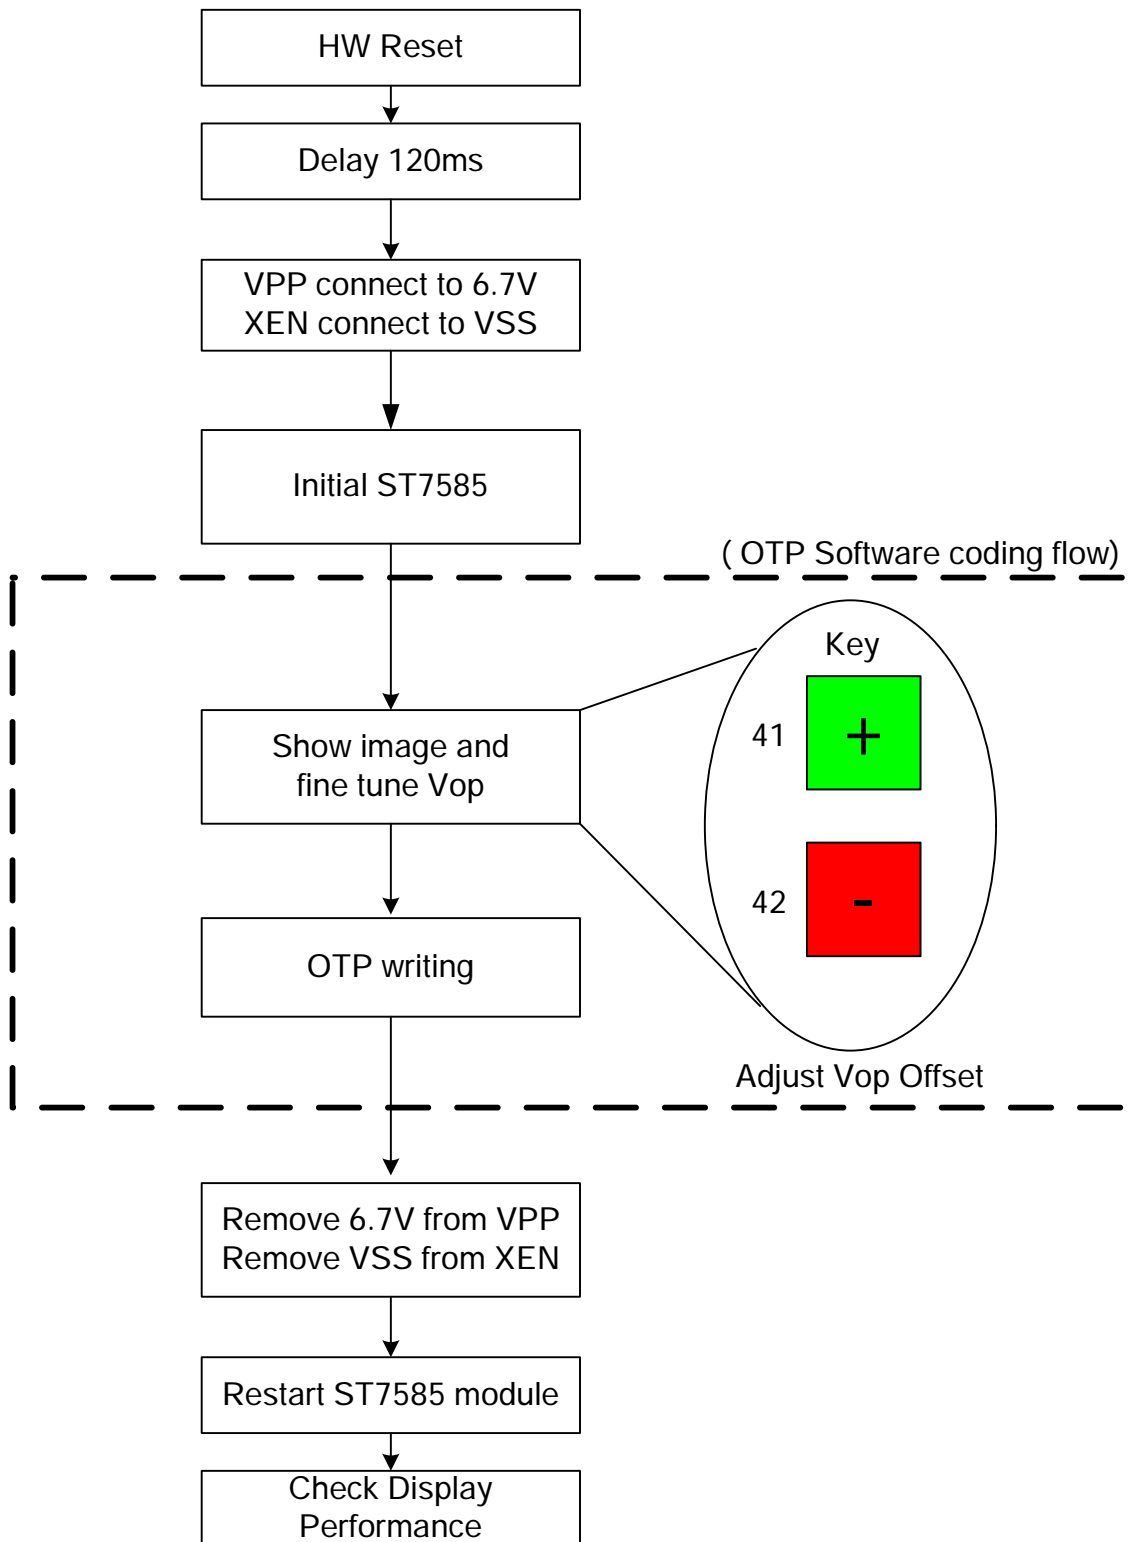 HW Reset
Delay 120ms
VPP connect to 6.7V
XEN connect to VSS
Initial ST7585
( OTP Software coding flow)
Key
41
+
Show image and
fine tune Vop
42
-
OTP writing
Adjust Vop Offset
Remove 6.7V from VPP
Remove VSS from XEN
Restart ST7585 module
Check Display
Performance